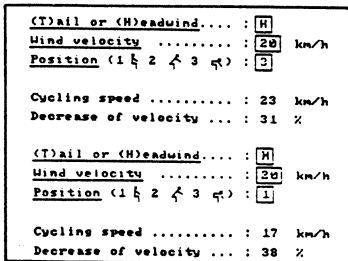 (T)ail or (H)eadwind.... : H
Wind velocity ......... : 20 km/h
Position (1 2 3 ) : 3
Cycling speed .......... : 23 km/h
Decrease of velocity ... : 31 %
(T)ail or (H)eadwind.... : H
Wind velocity ......... : 20 km/h
Position (1 2 3 ) : 1
Cycling speed .......... : 17 km/h
Decrease of velocity ... : 38 %